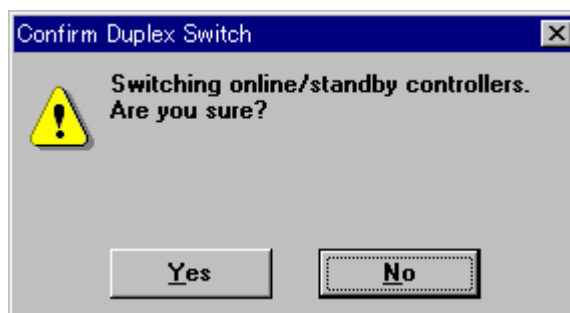 Confirm Duplex Switch
Switching online/standby controllers.
Are you sure?
Yes
No